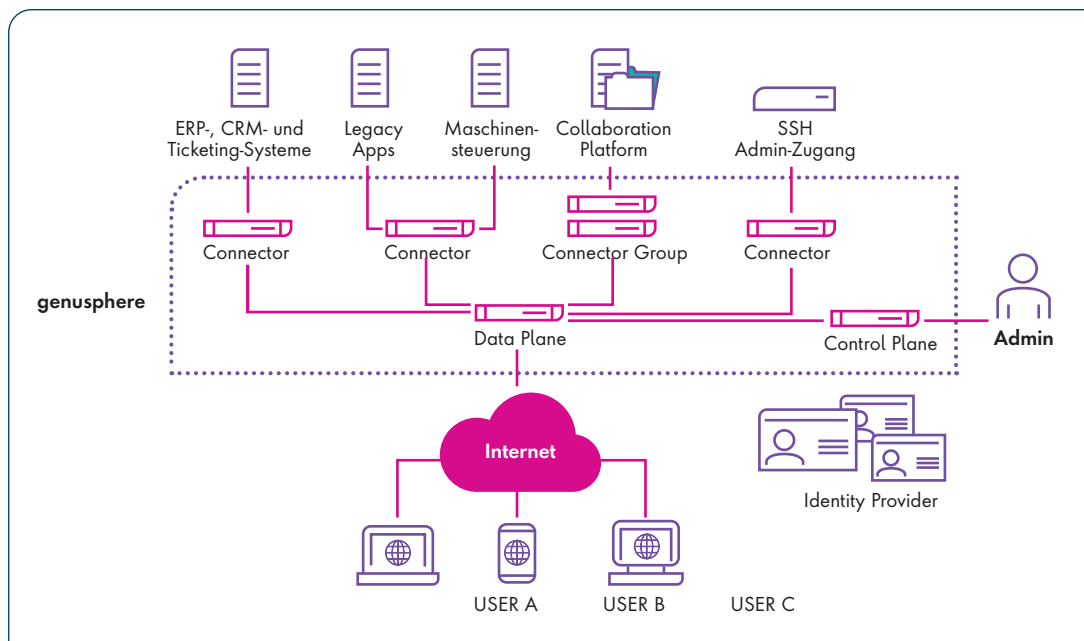 ERP-, CRM- und
Ticketing-Systeme
Legacy
Apps
Maschinen-
steuerung
Collaboration
Platform
SSH
Admin-Zugang
Connector
Connector
Connector Group
Connector
genusphere
Data Plane
Control Plane
Admin
Internet
Identity Provider
USER A
USER B
USER C